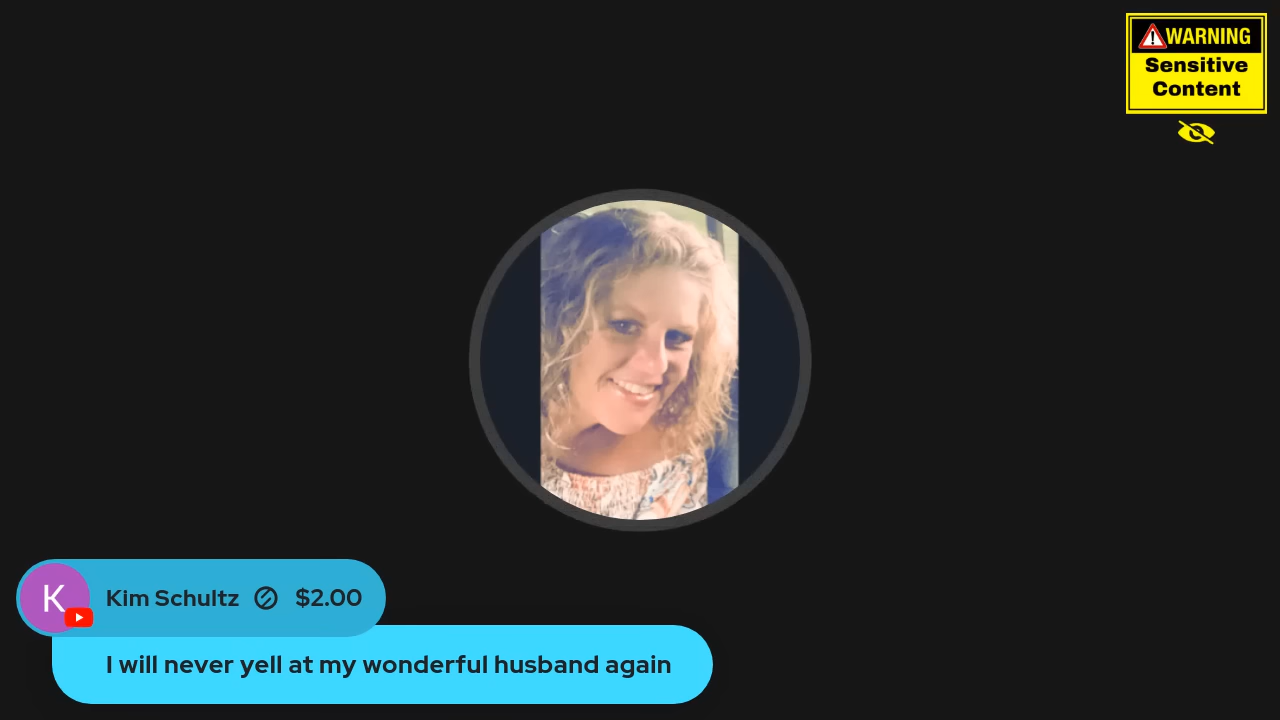 WARNING
Sensitive
Content
K
Kim Schultz $2.00
I will never yell at my wonderful husband again